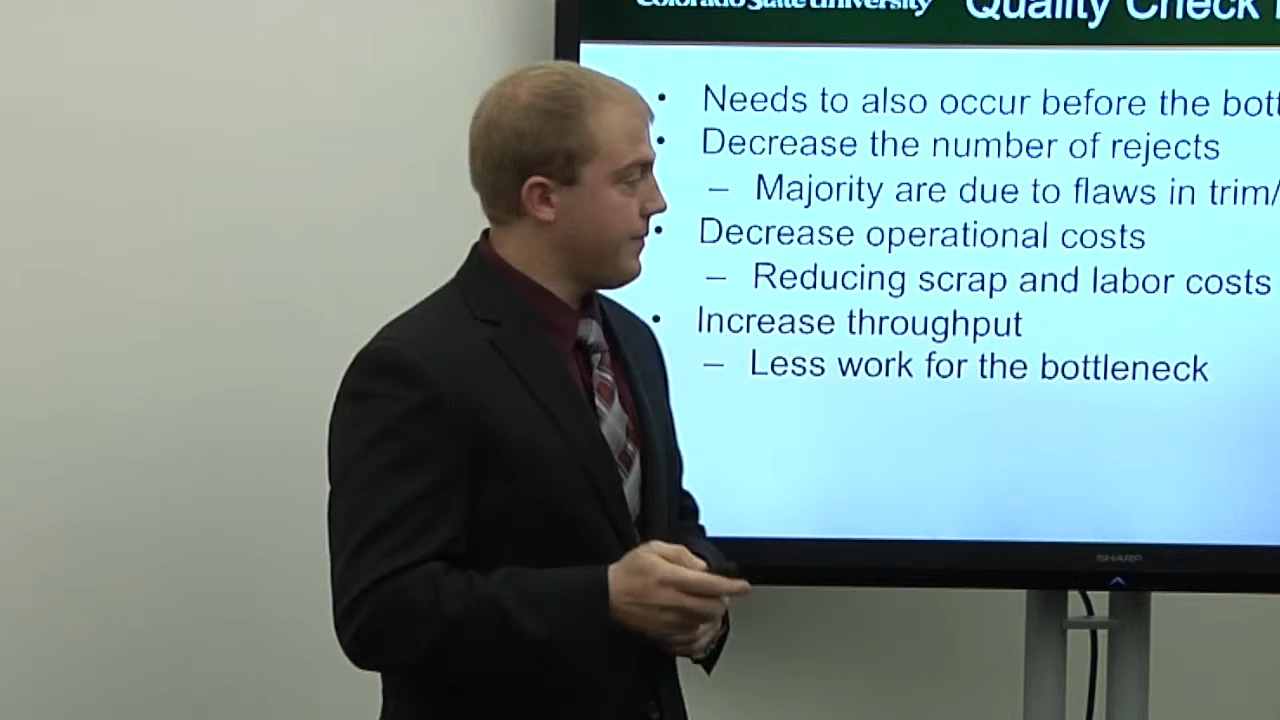 Colorado State University Quality Check
• Needs to also occur before the
• Decrease the number of rejects
– Majority are due to flaws in trim/
• Decrease operational costs
– Reducing scrap and labor costs
• Increase throughput
– Less work for the bottleneck
SHARP